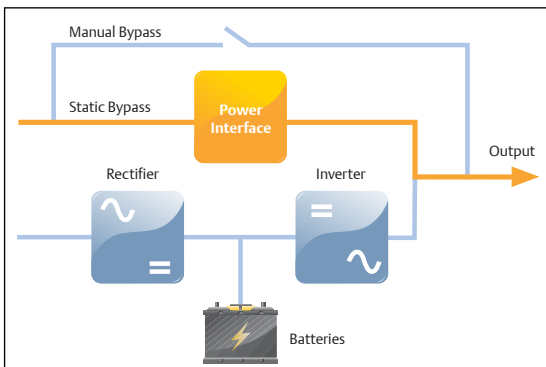 Manual Bypass
Static Bypass
Power
Interface
Output
Rectifier
Inverter
Batteries